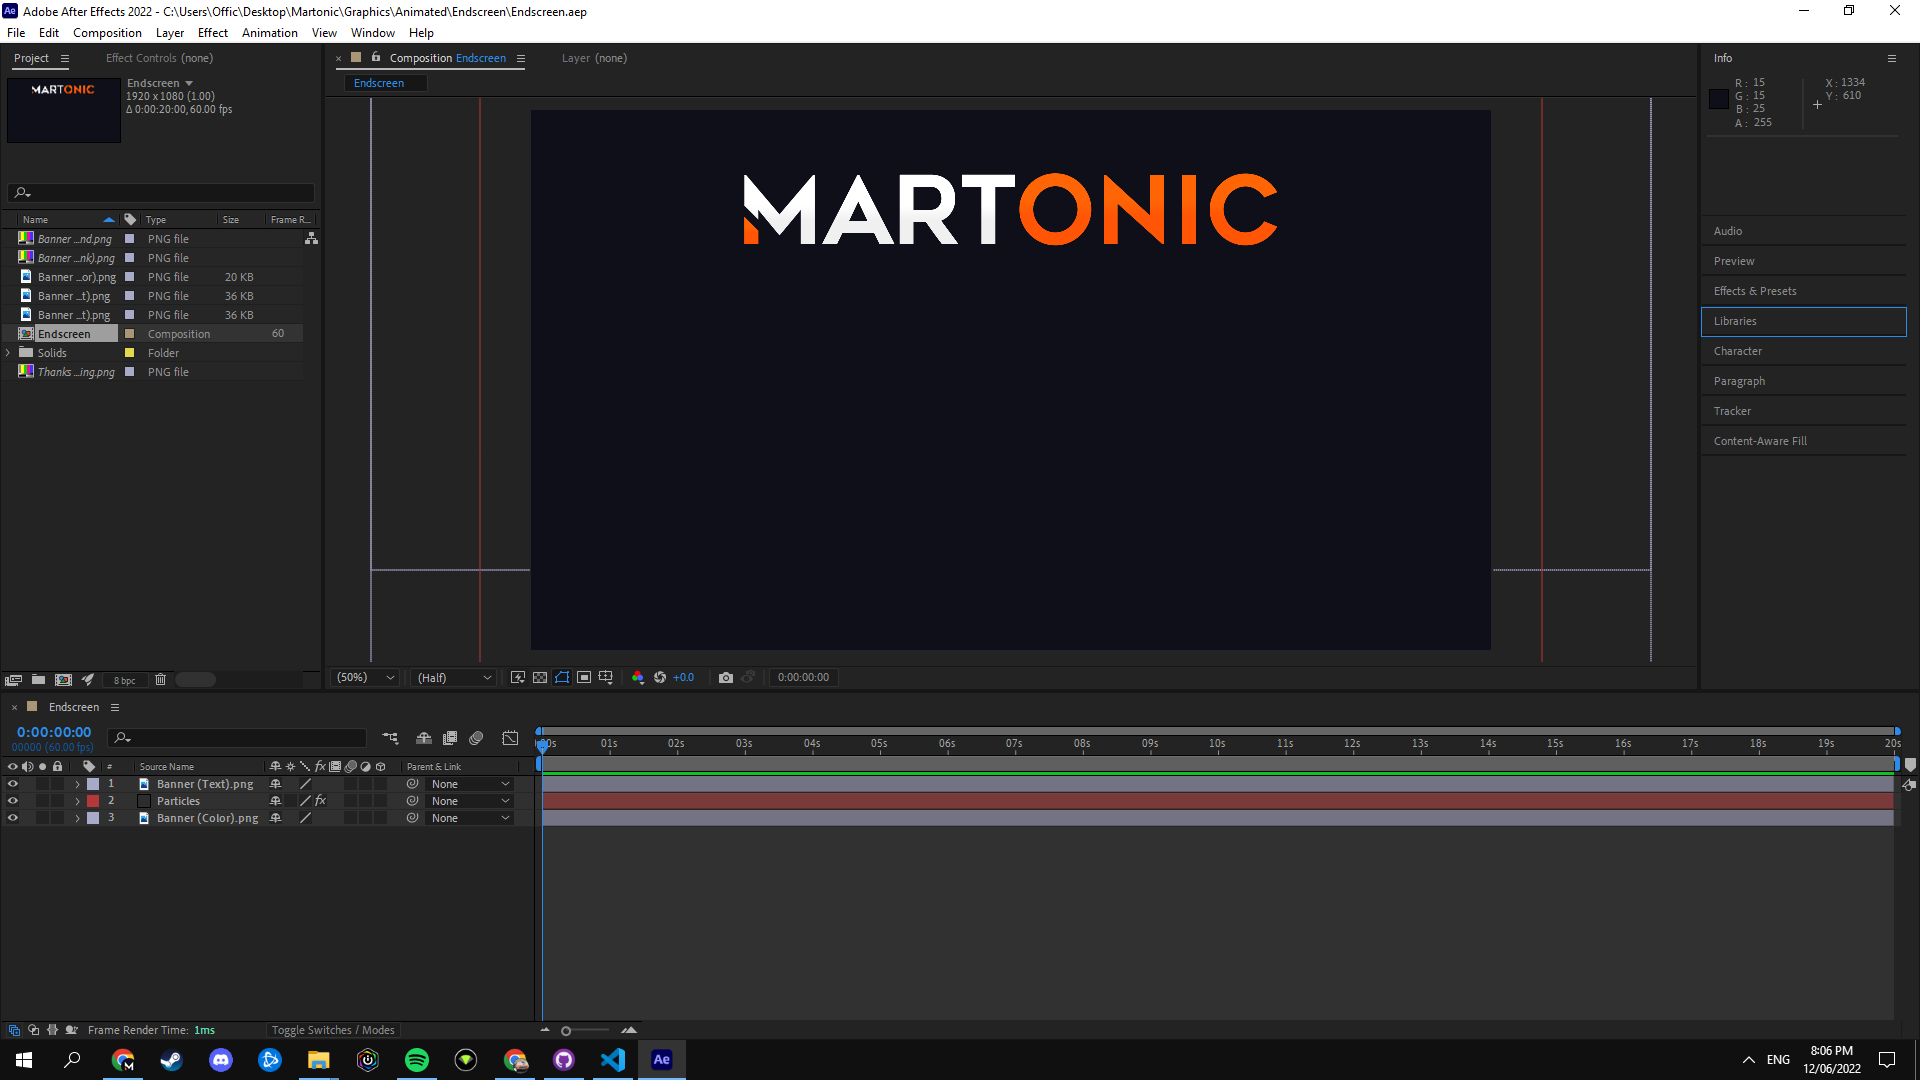 Ae Adobe After Effects 2022 - C:\Users\Offic\Desktop\Martonic\Graphics\Animated\Endscreen\Endscreen.aep
File Edit Composition Layer Effect Animation View Window Help
Project
Effect Controls (none)
MARTONIC
Endscreen
1920 x 1080 (1.00)
Δ 0:00:20:00, 60.00 fps
Name Type Size Frame R...
Banner ...nd.png PNG file
Banner ...nk).png PNG file
Banner ...or).png PNG file 20 KB
Banner ...t).png PNG file 36 KB
Banner ...t).png PNG file 36 KB
Endscreen Composition 60
Solids Folder
Thanks ...ing.png PNG file
8 bpc
Composition Endscreen
Layer (none)
Endscreen
MARTONIC
(50%) (Half) +0.0 0:00:00:00
Info
R : 15
G : 15
B : 25
A : 255
X : 1334
Y : 610
Audio
Preview
Effects & Presets
Libraries
Character
Paragraph
Tracker
Content-Aware Fill
Endscreen
0:00:00:00
00000 (60.00 fps)
:00s 01s 02s 03s 04s 05s 06s 07s 08s 09s 10s 11s 12s 13s 14s 15s 16s 17s 18s 19s 20s
# Source Name fx Parent & Link
1 Banner (Text).png None
2 Particles fx None
3 Banner (Color).png None
Frame Render Time: 1ms
Toggle Switches / Modes
M
Ae
ENG
8:06 PM
12/06/2022